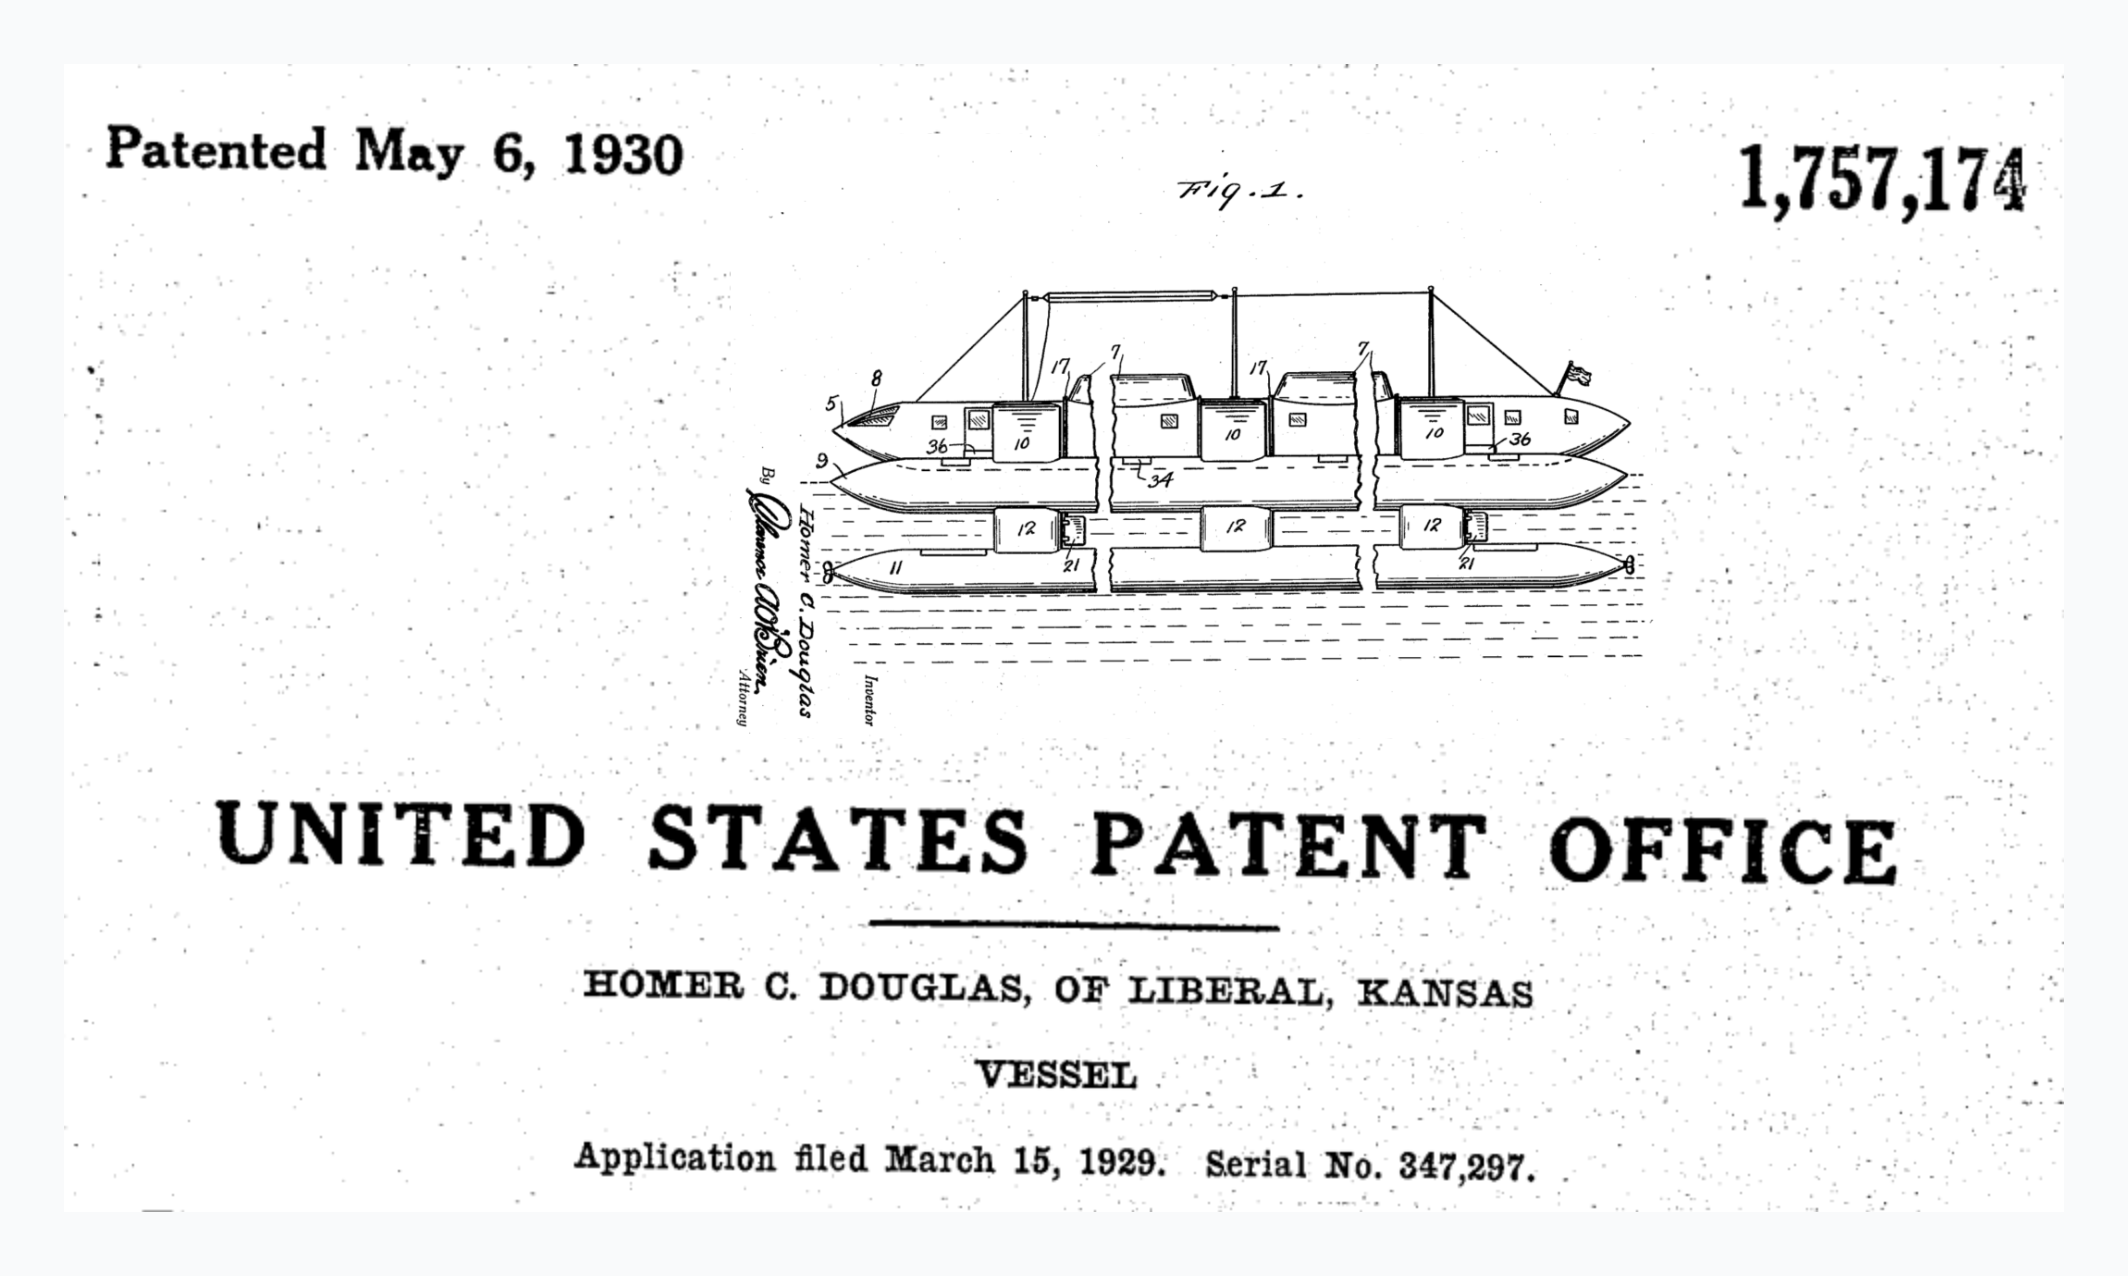 Patented May 6, 1930
1,757,174
Fig. 1.
7
7
17
17
8
5
10
10
10
36
36
9
34
12
12
12
21
21
11
By
Clarence A. O'Brien
Attorney
Homer C. Douglas
Inventor
UNITED STATES PATENT OFFICE
HOMER C. DOUGLAS, OF LIBERAL, KANSAS
VESSEL
Application filed March 15, 1929. Serial No. 347,297.